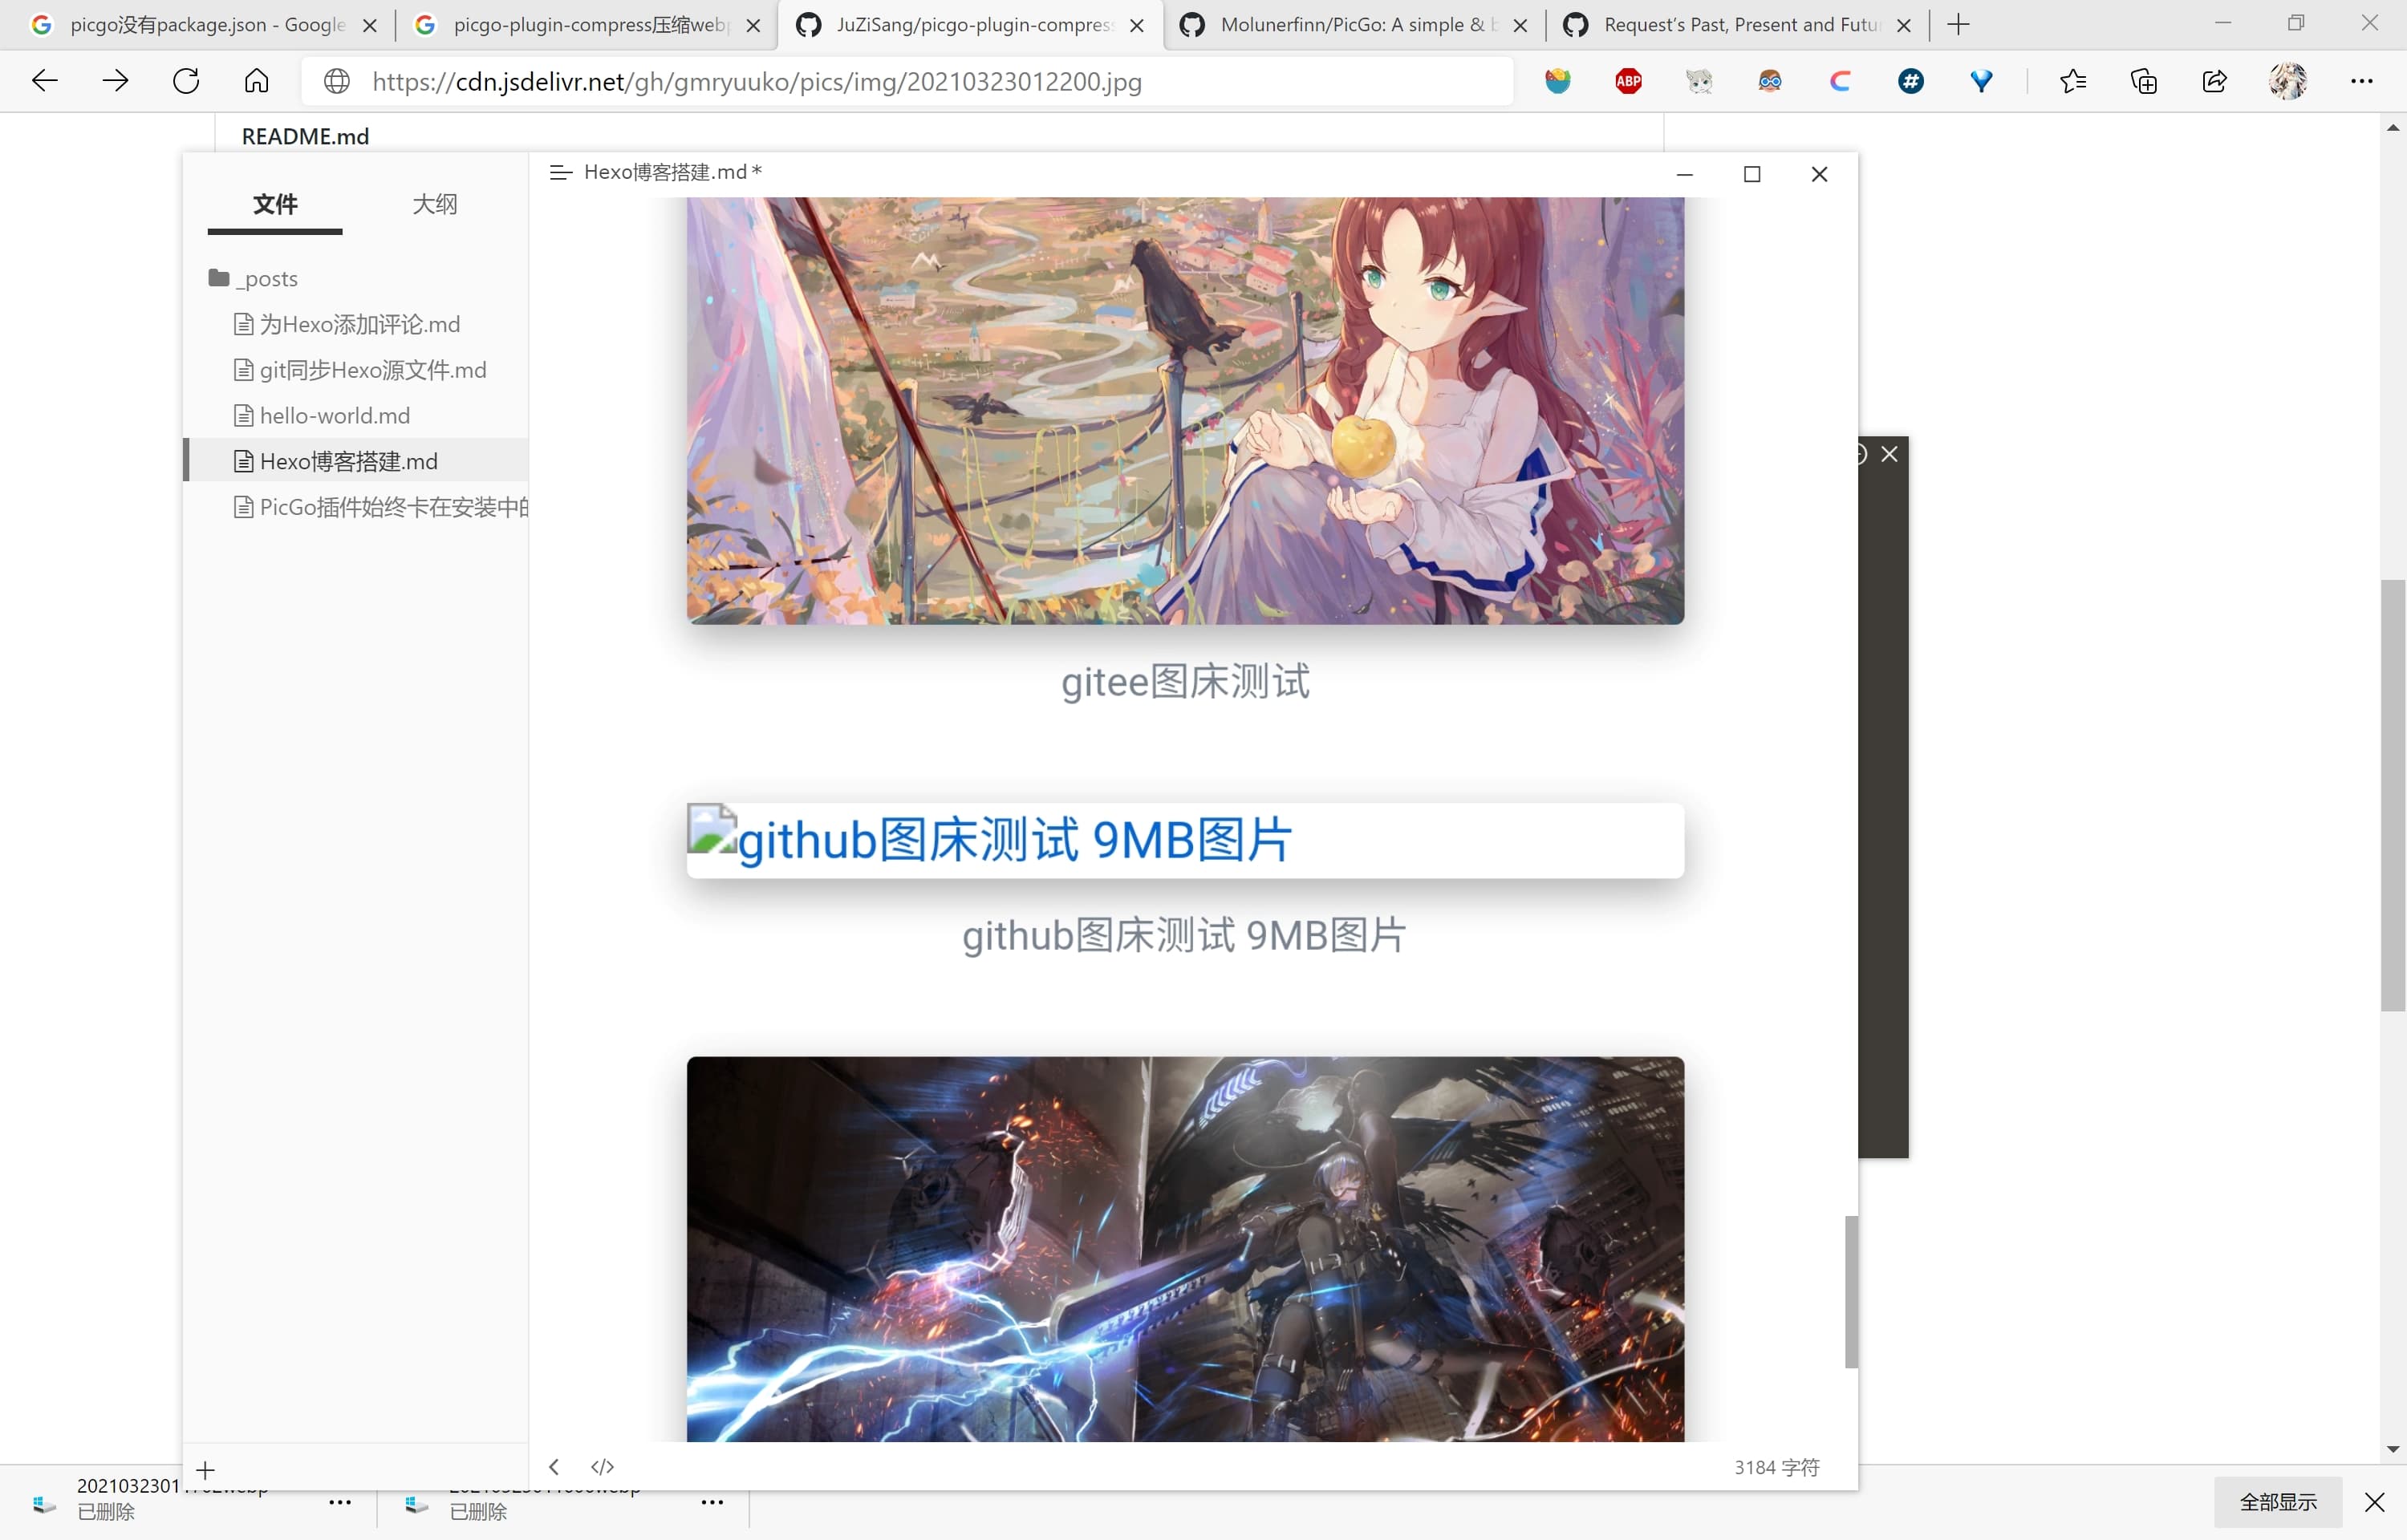 picgo没有package.json - Google
picgo-plugin-compress压缩webp
JuZiSang/picgo-plugin-compress
Molunerfinn/PicGo: A simple & b
Request’s Past, Present and Futur
https://cdn.jsdelivr.net/gh/gmryuuko/pics/img/20210323012200.jpg
ABP
README.md
文件
大纲
Hexo博客搭建.md*
_posts
为Hexo添加评论.md
git同步Hexo源文件.md
hello-world.md
Hexo博客搭建.md
PicGo插件始终卡在安装中的
gitee图床测试
github图床测试 9MB图片
github图床测试 9MB图片
3184 字符
已删除
已删除
全部显示